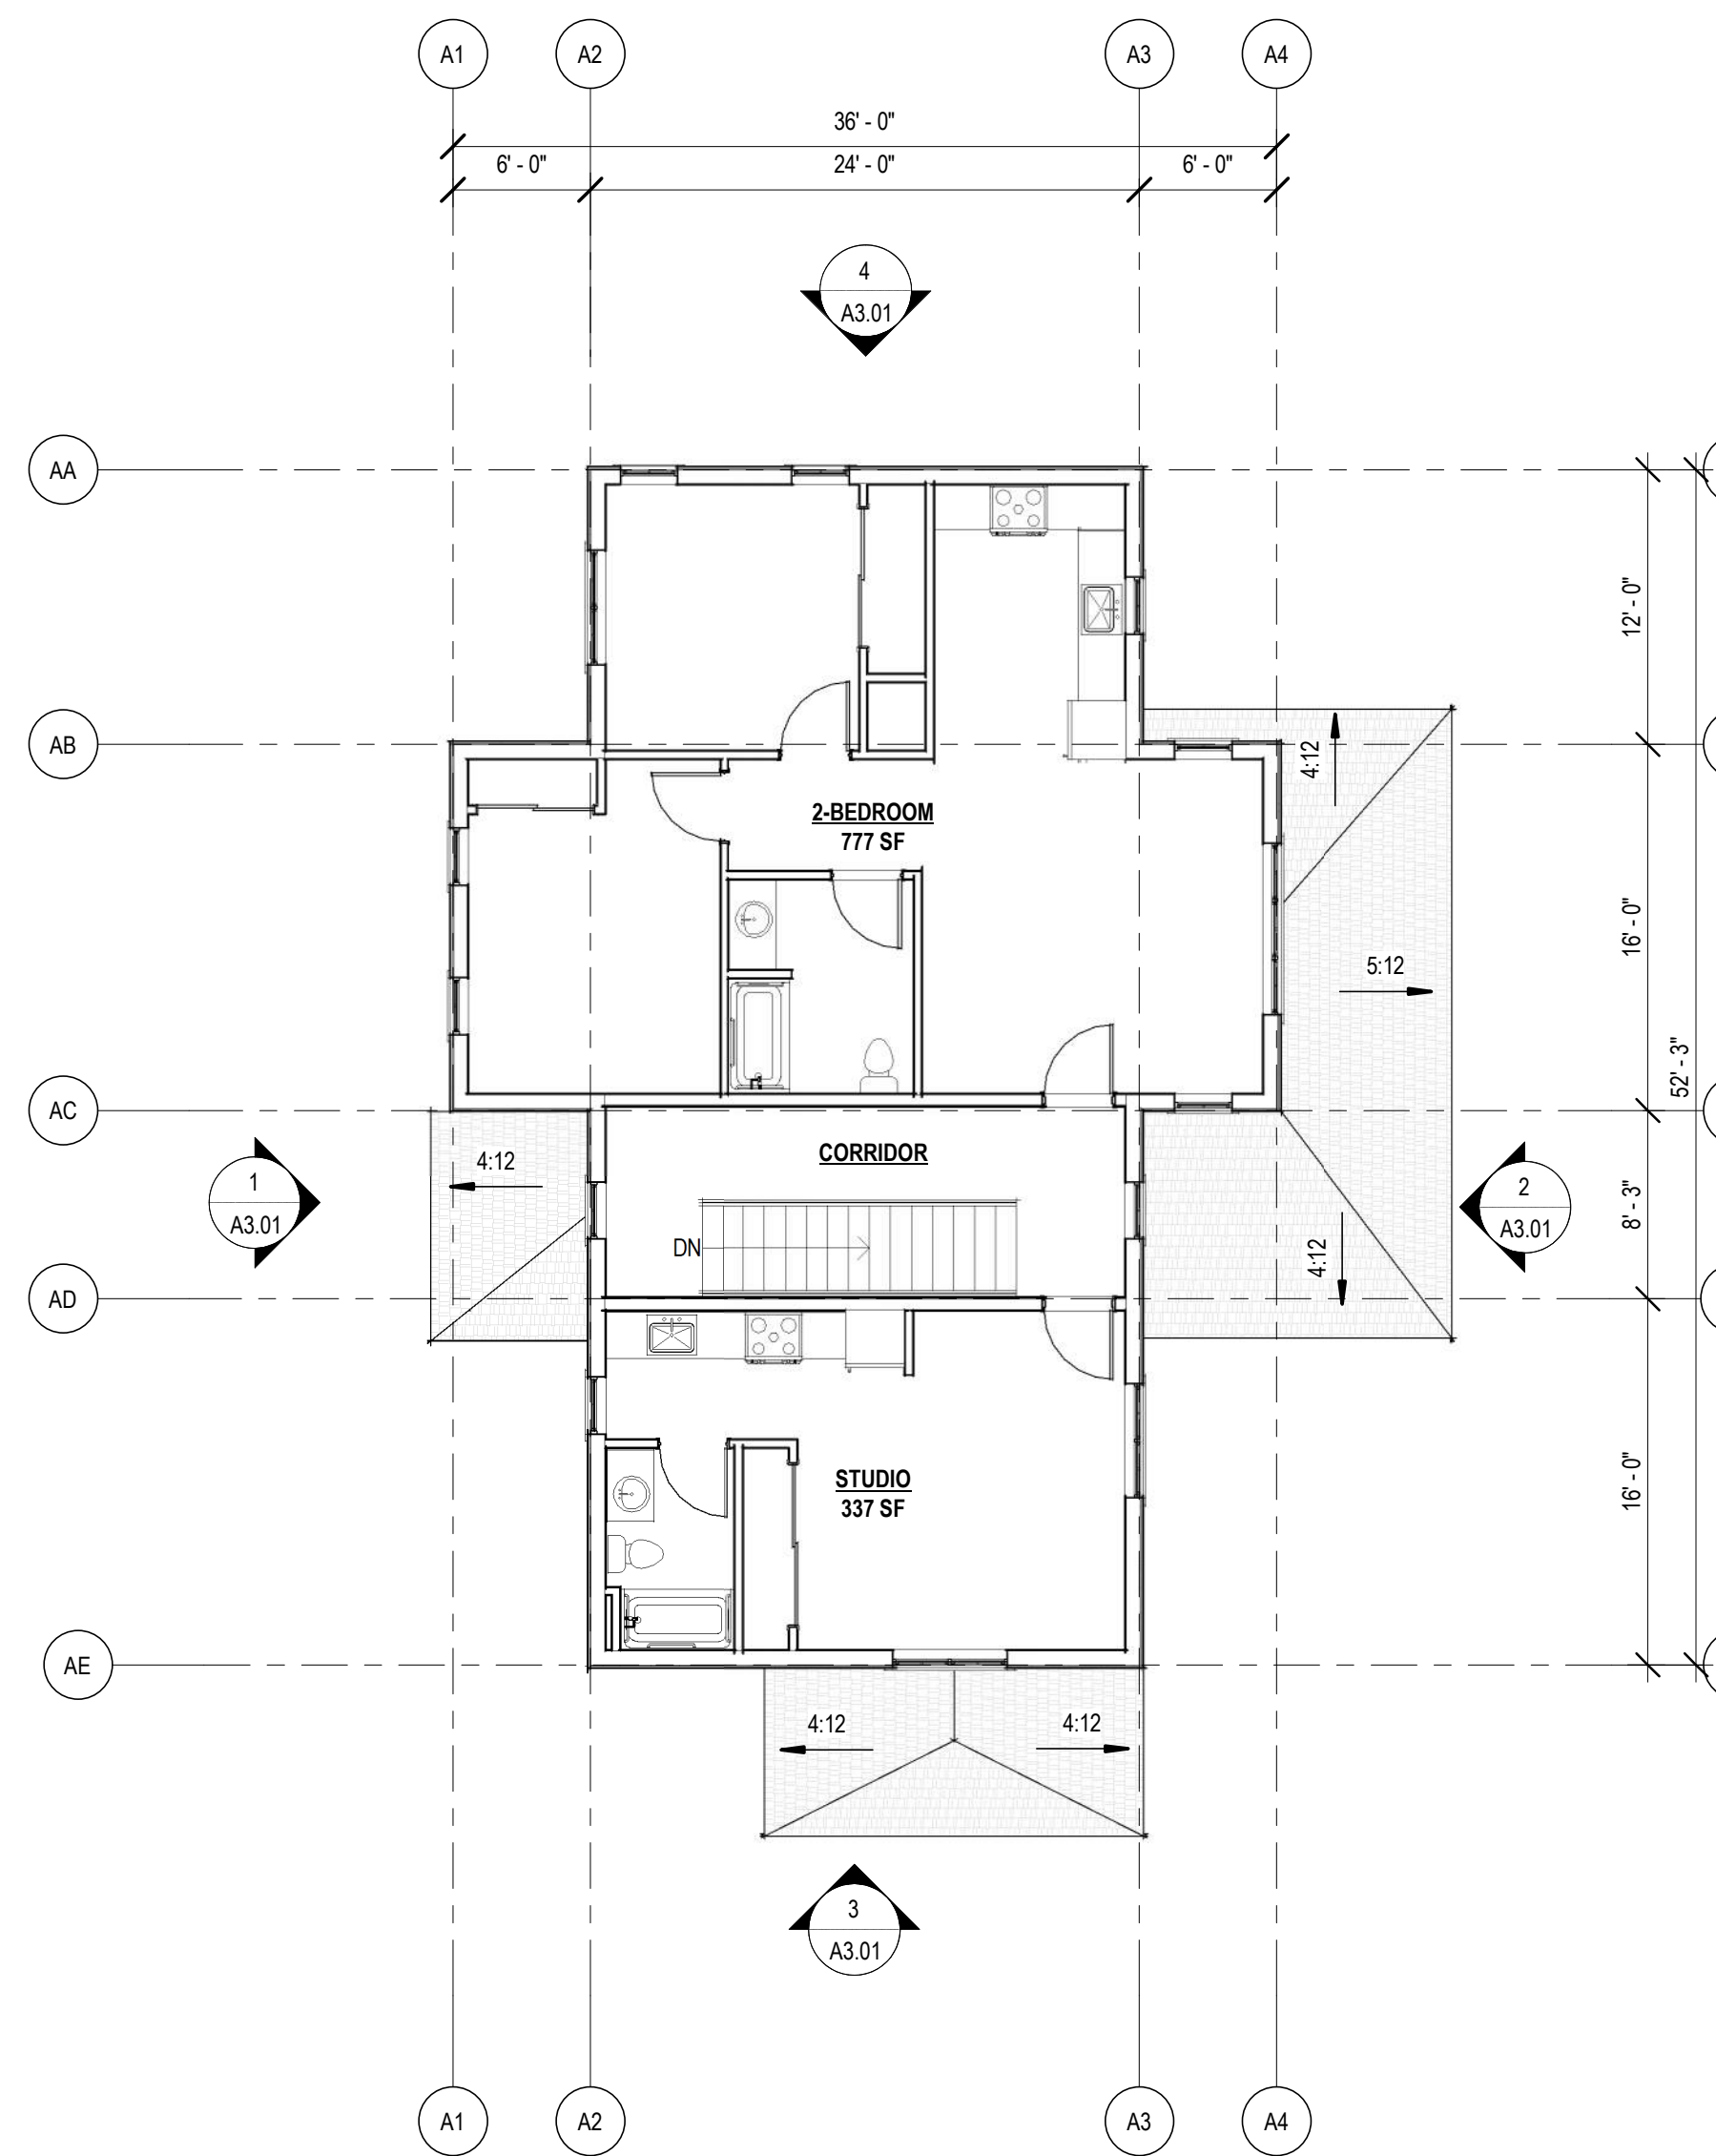 A1
A2
A3
A4
36' - 0"
6' - 0"
24' - 0"
6' - 0"
4
A3.01
AA
12' - 0"
AB
4:12
2-BEDROOM
777 SF
16' - 0"
5:12
52' - 3"
AC
CORRIDOR
4:12
1
A3.01
2
A3.01
8' - 3"
DN
4:12
AD
16' - 0"
STUDIO
337 SF
AE
4:12
4:12
3
A3.01
A1
A2
A3
A4